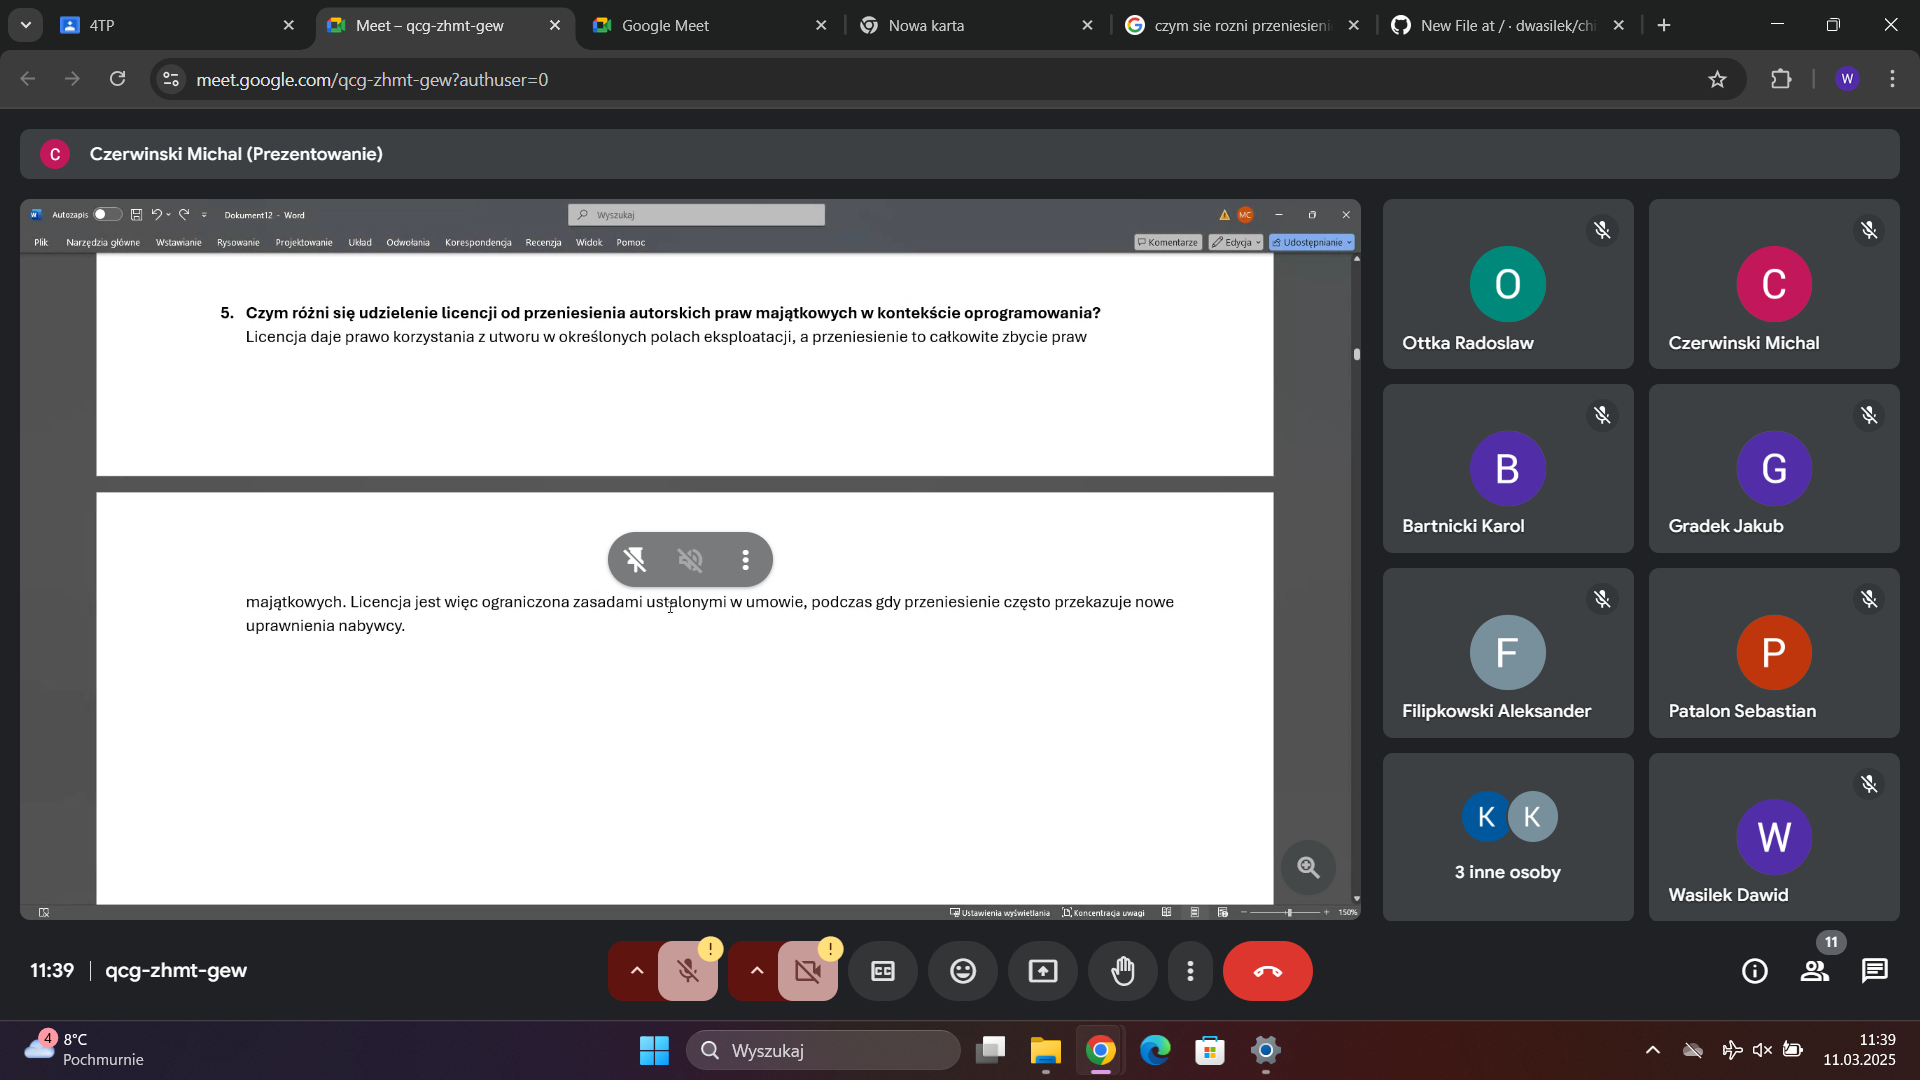 4TP
Meet – qcg-zhmt-gew
Google Meet
Nowa karta
czym sie rozni przeniesieni
New File at / · dwasilek/chi
meet.google.com/qcg-zhmt-gew?authuser=0
W
C
Czerwinski Michal (Prezentowanie)
Autozapis
Dokument12 - Word
Wyszukaj
MC
Plik
Narzędzia główne
Wstawianie
Rysowanie
Projektowanie
Układ
Odwołania
Korespondencja
Recenzja
Widok
Pomoc
Komentarze
Edycja
Udostępnianie
5. Czym różni się udzielenie licencji od przeniesienia autorskich praw majątkowych w kontekście oprogramowania?
Licencja daje prawo korzystania z utworu w określonych polach eksploatacji, a przeniesienie to całkowite zbycie praw
majątkowych. Licencja jest więc ograniczona zasadami ustalonymi w umowie, podczas gdy przeniesienie często przekazuje nowe
uprawnienia nabywcy.
Ustawienia wyświetlania
Koncentracja uwagi
150%
O
Ottka Radoslaw
C
Czerwinski Michal
B
Bartnicki Karol
G
Gradek Jakub
F
Filipkowski Aleksander
P
Patalon Sebastian
K K
3 inne osoby
W
Wasilek Dawid
11:39
qcg-zhmt-gew
!
!
CC
11
4
8°C
Pochmurnie
Wyszukaj
11:39
11.03.2025